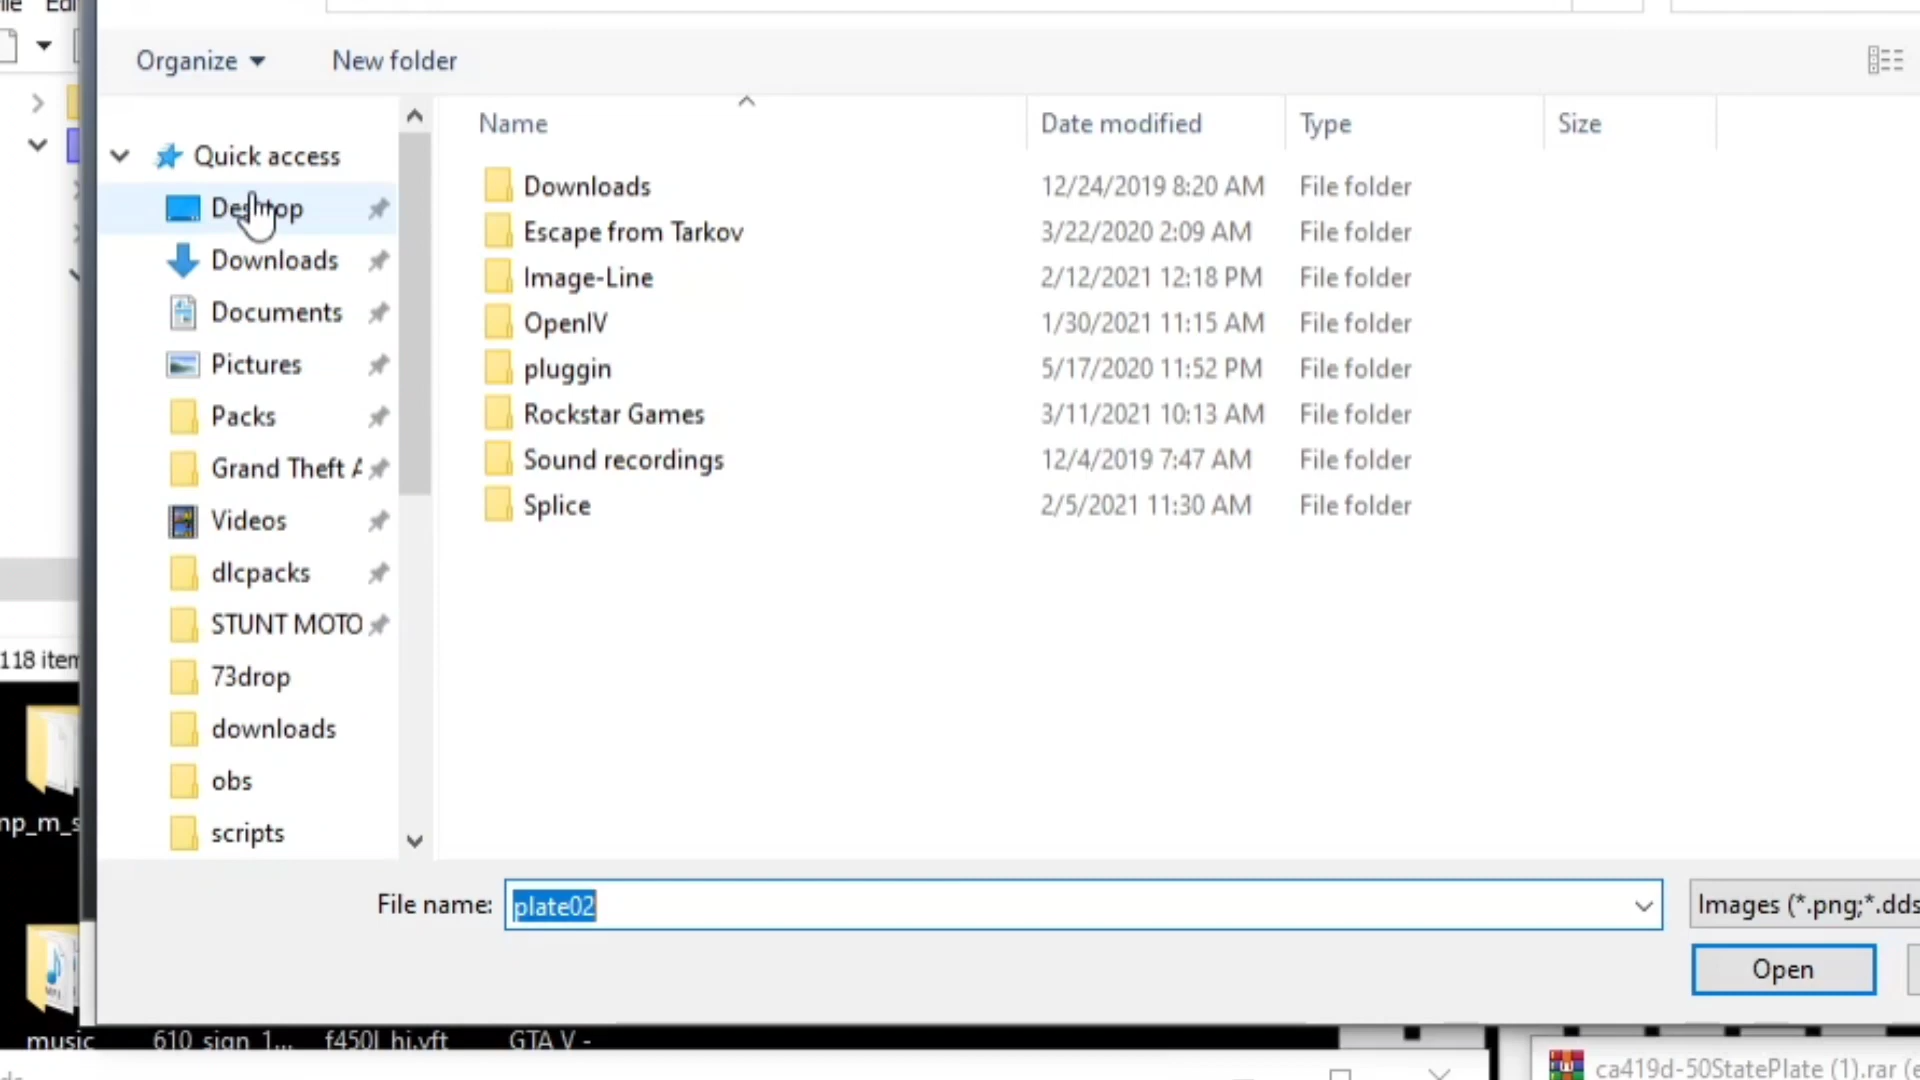 Organize New folder
Name Date modified Type Size
Quick access
Desktop
Downloads
Documents
Pictures
Packs
Grand Theft A
Videos
dlcpacks
STUNT MOTO
73drop
downloads
obs
scripts
Downloads 12/24/2019 8:20 AM File folder
Escape from Tarkov 3/22/2020 2:09 AM File folder
Image-Line 2/12/2021 12:18 PM File folder
OpenIV 1/30/2021 11:15 AM File folder
pluggin 5/17/2020 11:52 PM File folder
Rockstar Games 3/11/2021 10:13 AM File folder
Sound recordings 12/4/2019 7:47 AM File folder
Splice 2/5/2021 11:30 AM File folder
118 item
mp_m_s
File name: plate02 Images (*.png;*.dds
Open
music 610_sign_1... f450l_hi.yft GTA V -
ca419d-50StatePlate (1).rar (e